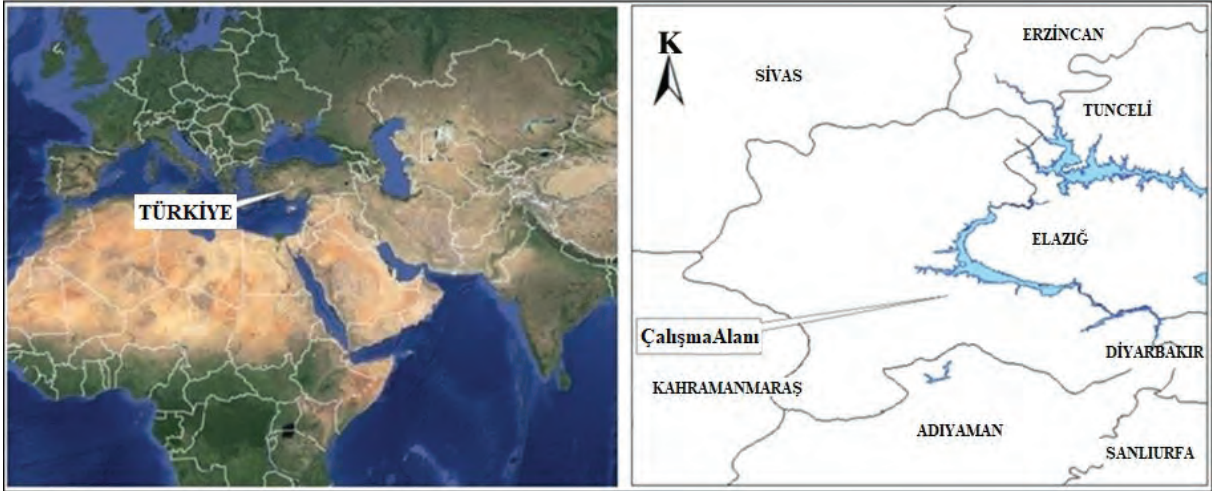 TÜRKİYE
K
ERZİNCAN
SİVAS
TUNCELİ
ELAZIĞ
ÇalışmaAlanı
DİYARBAKIR
KAHRAMANMARAŞ
ADIYAMAN
SANLIURFA